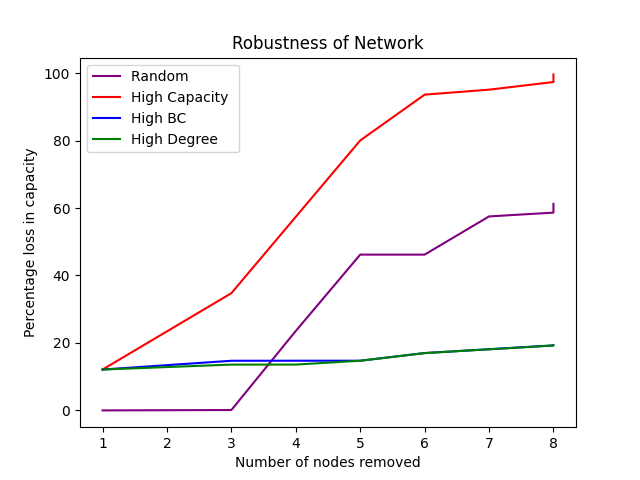 Robustness of Network
Random
High Capacity
High BC
High Degree
Percentage loss in capacity
100
80
60
40
20
0
1 2 3 4 5 6 7 8
Number of nodes removed